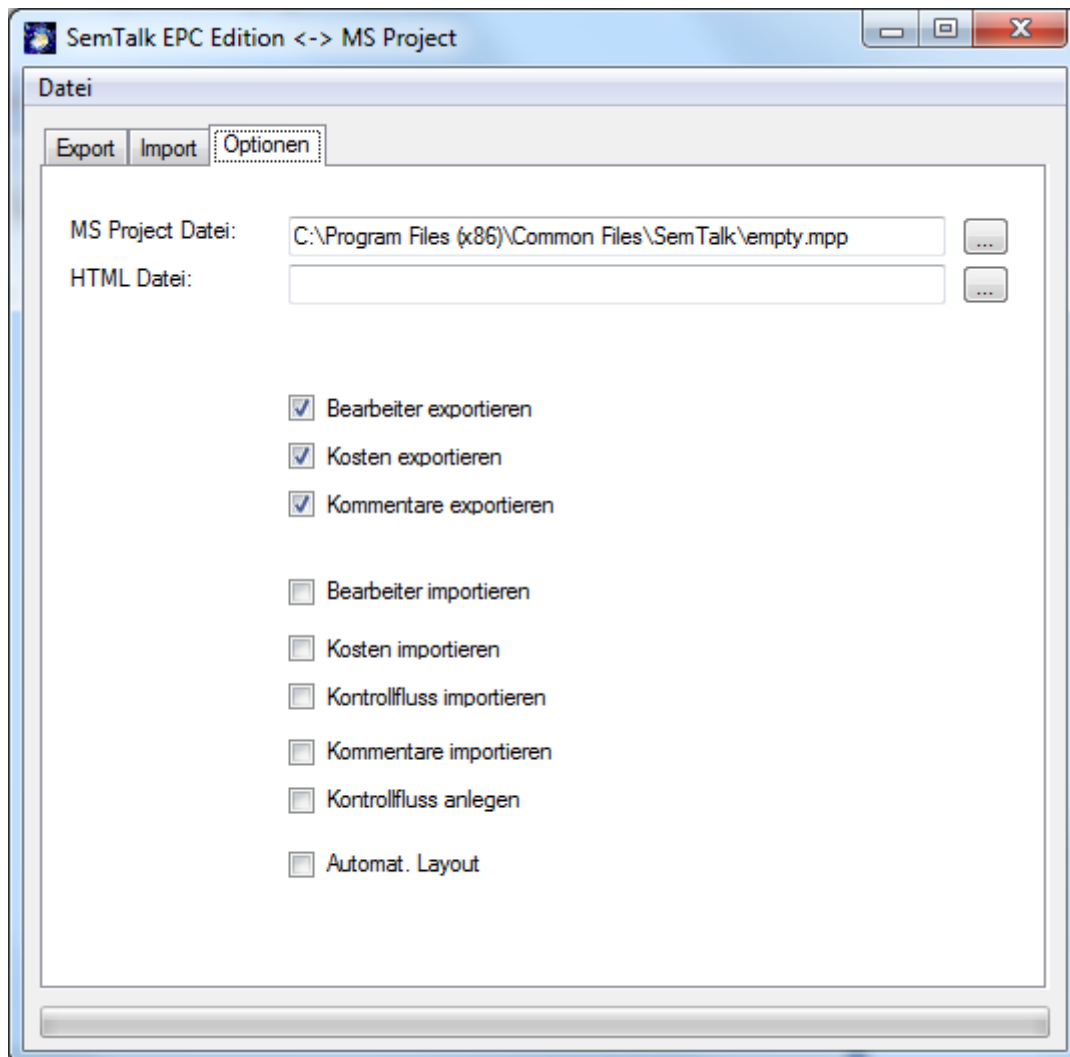 SemTalk EPC Edition <-> MS Project
Datei
Export Import Optionen
MS Project Datei: C:\Program Files (x86)\Common Files\SemTalk\empty.mpp ...
HTML Datei: ...
Bearbeiter exportieren
Kosten exportieren
Kommentare exportieren
Bearbeiter importieren
Kosten importieren
Kontrollfluss importieren
Kommentare importieren
Kontrollfluss anlegen
Automat. Layout